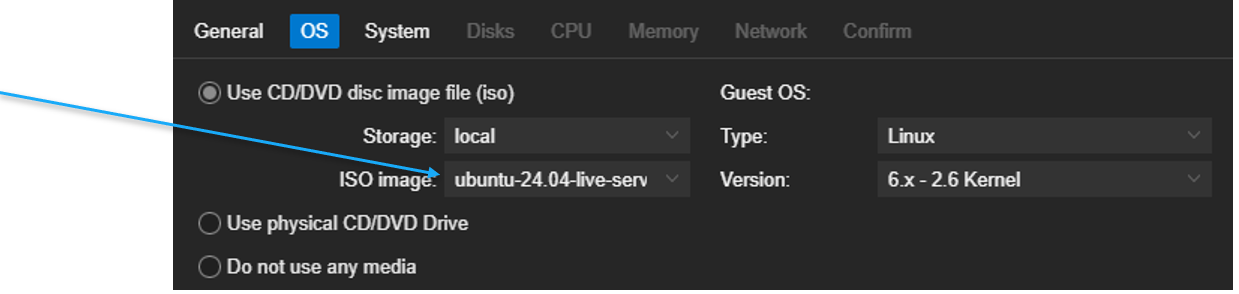 General OS System Disks CPU Memory Network Confirm
Use CD/DVD disc image file (iso) Guest OS:
Storage: local Type: Linux
ISO image: ubuntu-24.04-live-serv Version: 6.x - 2.6 Kernel
Use physical CD/DVD Drive
Do not use any media